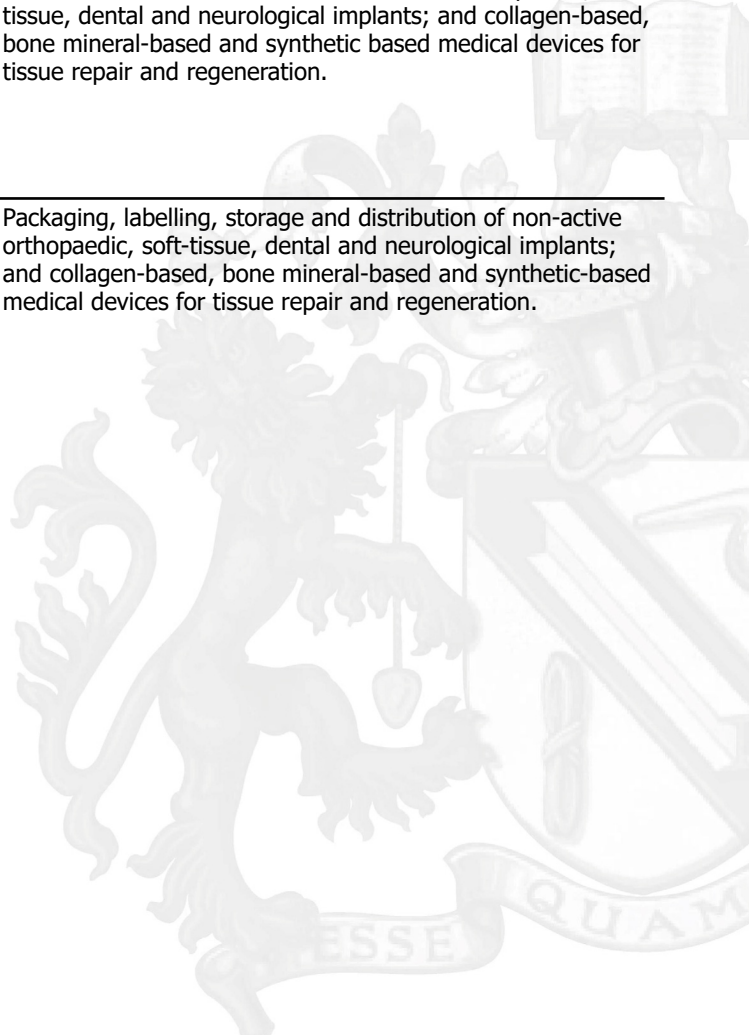 tissue, dental and neurological implants; and collagen-based,
bone mineral-based and synthetic based medical devices for
tissue repair and regeneration.
Packaging, labelling, storage and distribution of non-active
orthopaedic, soft-tissue, dental and neurological implants;
and collagen-based, bone mineral-based and synthetic-based
medical devices for tissue repair and regeneration.
ESSE QUAM